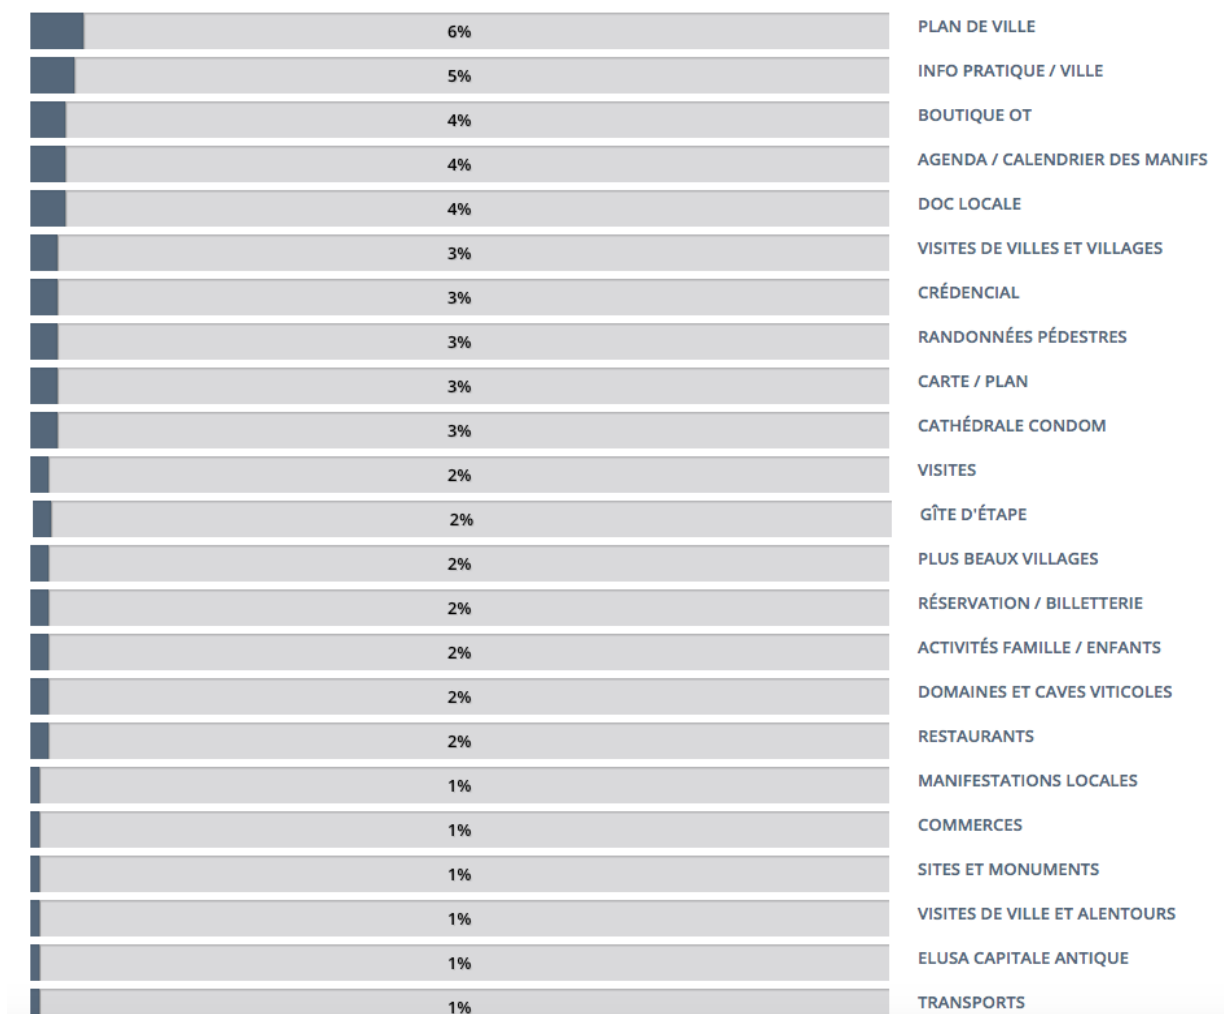 6% PLAN DE VILLE
5% INFO PRATIQUE / VILLE
4% BOUTIQUE OT
4% AGENDA / CALENDRIER DES MANIFS
4% DOC LOCALE
3% VISITES DE VILLES ET VILLAGES
3% CRÉDENCIAL
3% RANDONNÉES PÉDESTRES
3% CARTE / PLAN
3% CATHÉDRALE CONDOM
2% VISITES
2% GÎTE D'ÉTAPE
2% PLUS BEAUX VILLAGES
2% RÉSERVATION / BILLETTERIE
2% ACTIVITÉS FAMILLE / ENFANTS
2% DOMAINES ET CAVES VITICOLES
2% RESTAURANTS
1% MANIFESTATIONS LOCALES
1% COMMERCES
1% SITES ET MONUMENTS
1% VISITES DE VILLE ET ALENTOURS
1% ELUSA CAPITALE ANTIQUE
1% TRANSPORTS